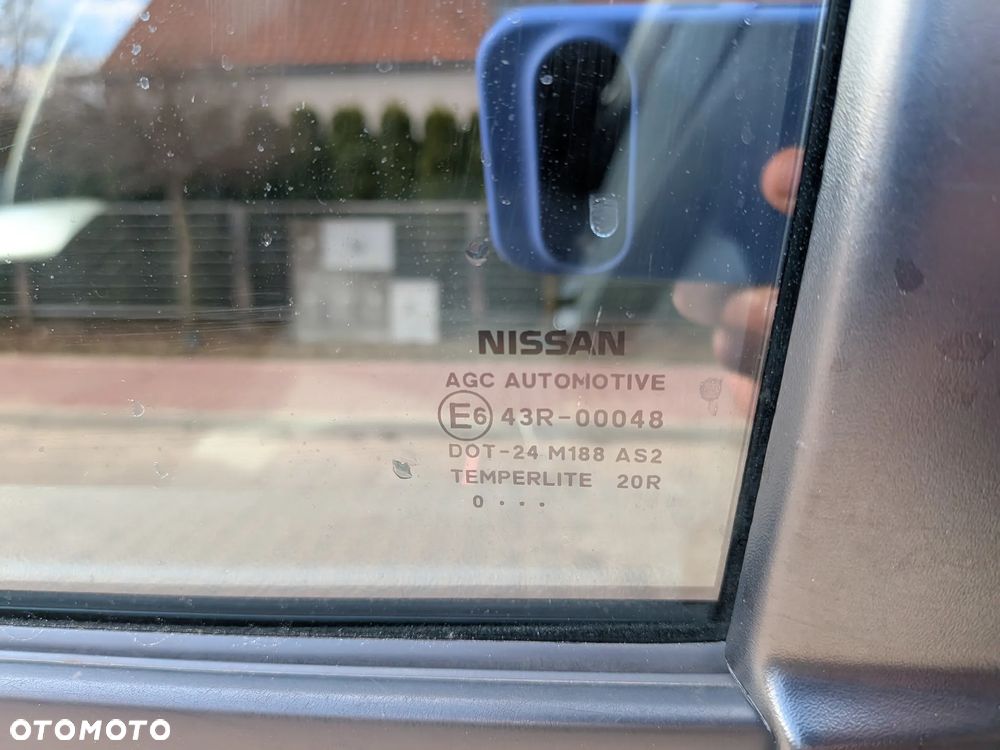 NISSAN
AGC AUTOMOTIVE
E6 43R-00048
DOT-24 M188 AS2
TEMPERLITE 20R
0 · · ·
OTOMOTO